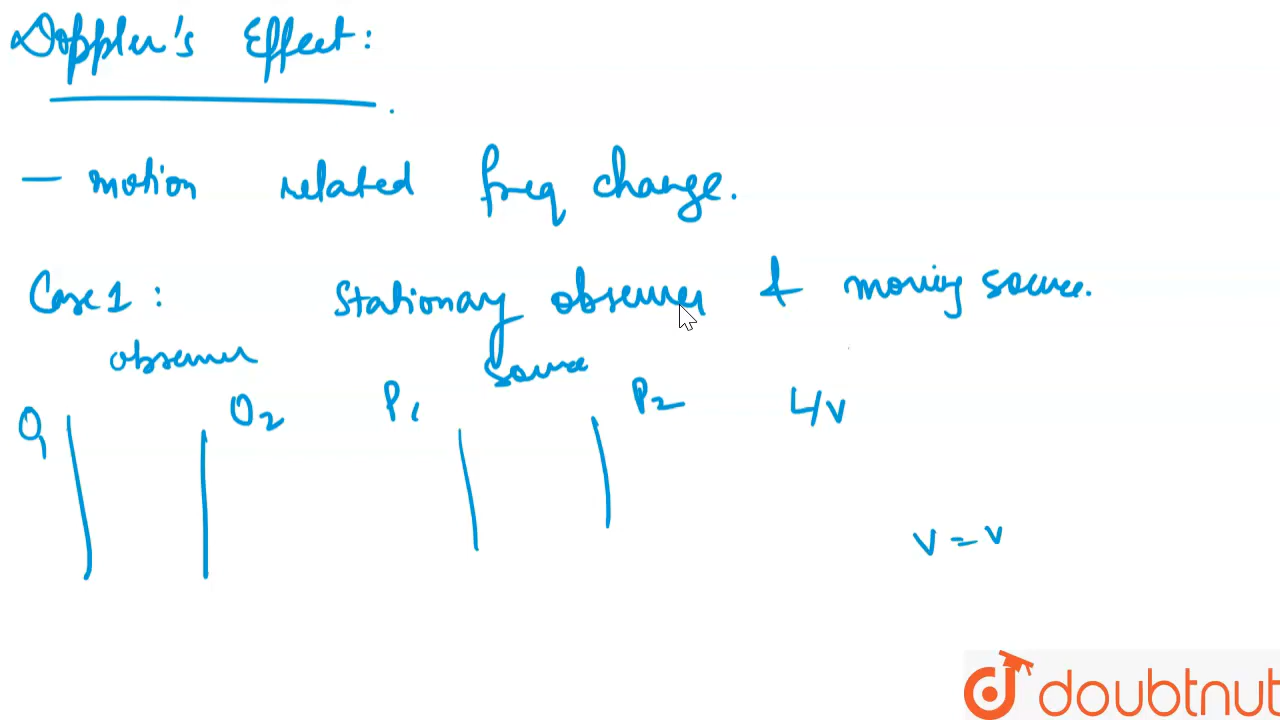 Doppler's Effect:
— motion related freq change.
Case 1: Stationary observer & moving source.
observer source
O1 O2 P1 P2 L/v
v = v
doubtnut